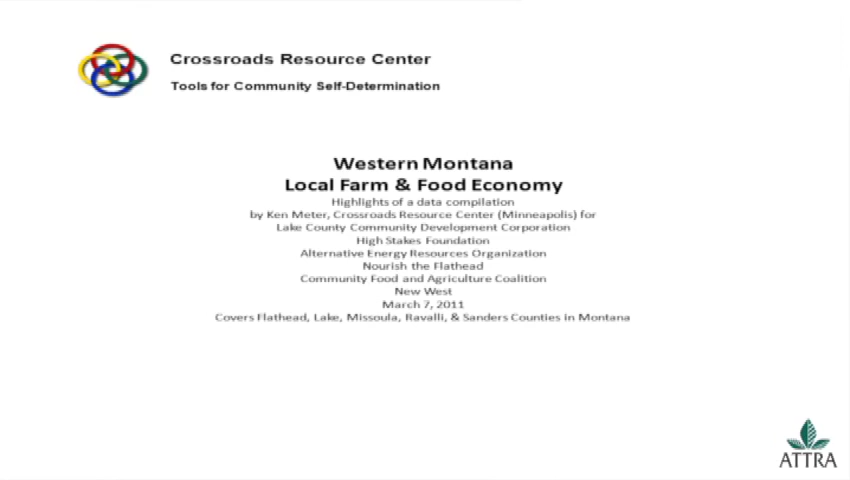 Crossroads Resource Center
Tools for Community Self-Determination
Western Montana
Local Farm & Food Economy
Highlights of a data compilation
by Ken Meter, Crossroads Resource Center (Minneapolis) for
Lake County Community Development Corporation
High Stakes Foundation
Alternative Energy Resources Organization
Nourish the Flathead
Community Food and Agriculture Coalition
New West
March 7, 2011
Covers Flathead, Lake, Missoula, Ravalli, & Sanders Counties in Montana
ATTRA